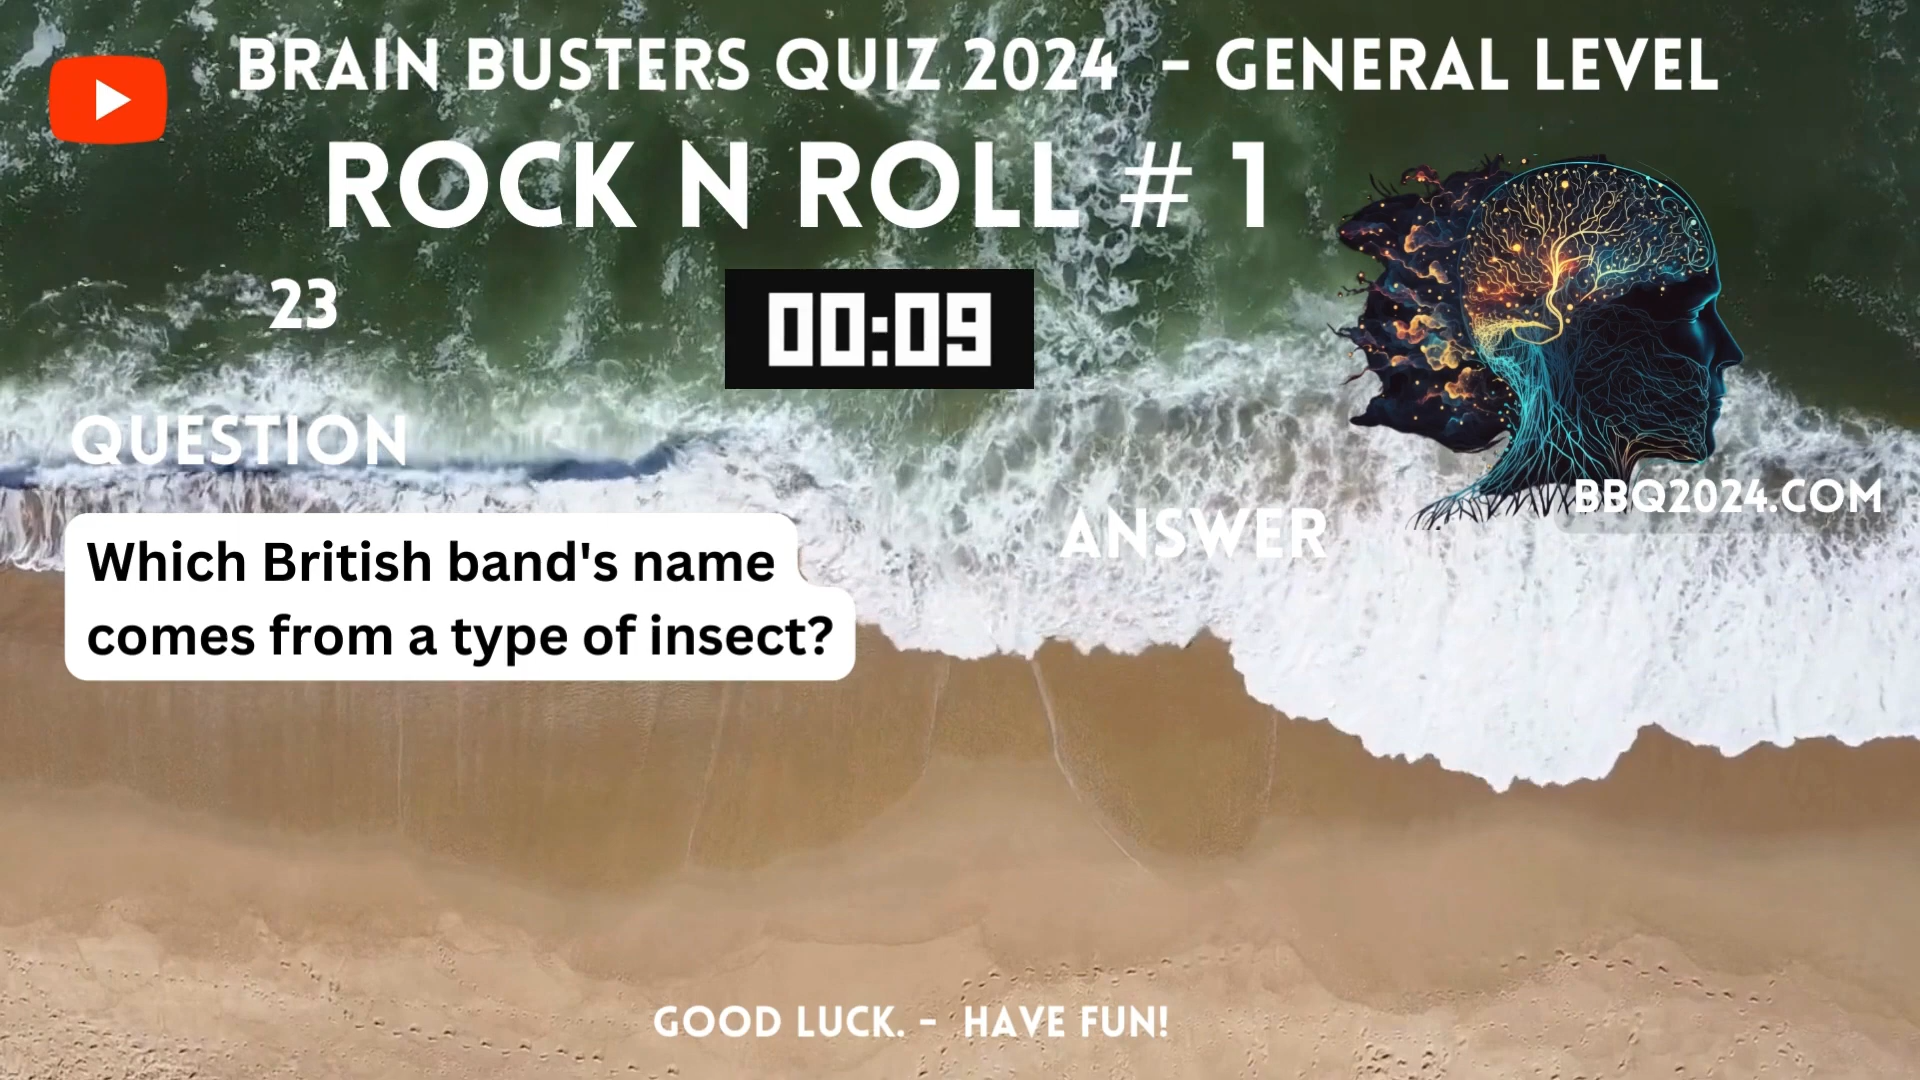 BRAIN BUSTERS QUIZ 2024 - GENERAL LEVEL
ROCK N ROLL # 1
23
00:09
QUESTION
Which British band's name
comes from a type of insect?
ANSWER
BBQ2024.COM
GOOD LUCK. - HAVE FUN!